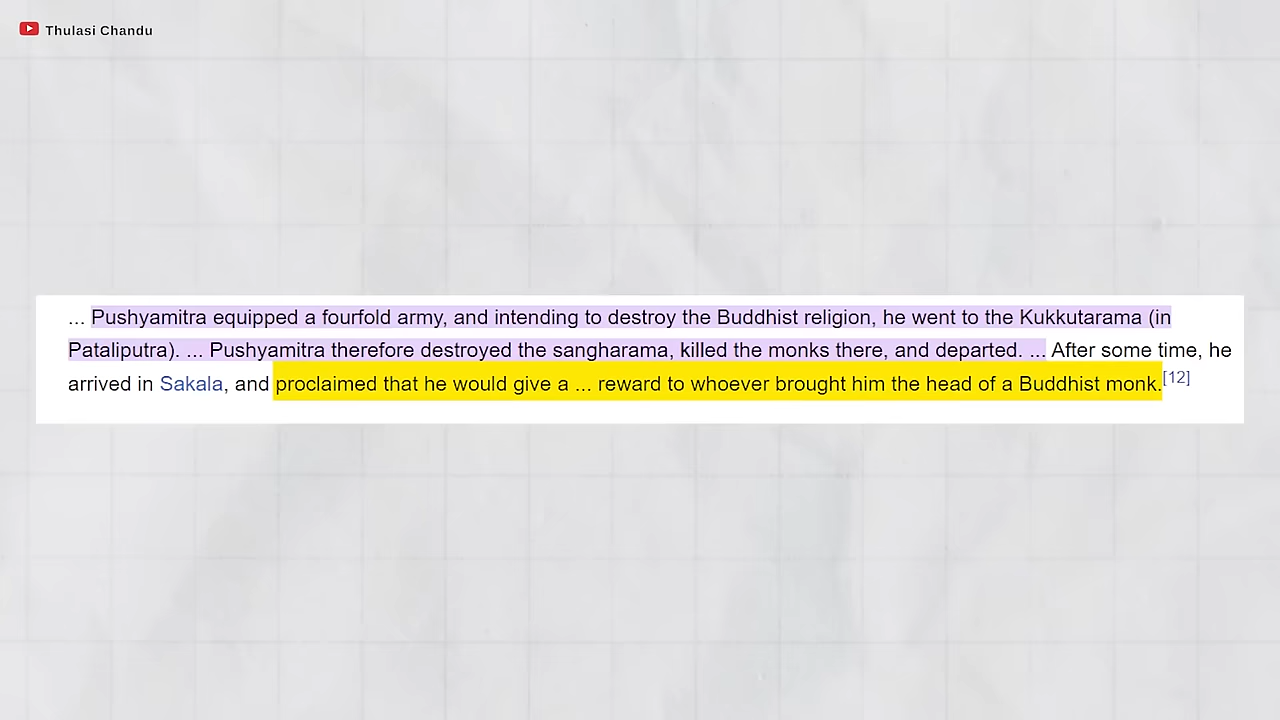 Thulasi Chandu
... Pushyamitra equipped a fourfold army, and intending to destroy the Buddhist religion, he went to the Kukkutarama (in
Pataliputra). ... Pushyamitra therefore destroyed the sangharama, killed the monks there, and departed. ... After some time, he
arrived in Sakala, and proclaimed that he would give a ... reward to whoever brought him the head of a Buddhist monk.[12]